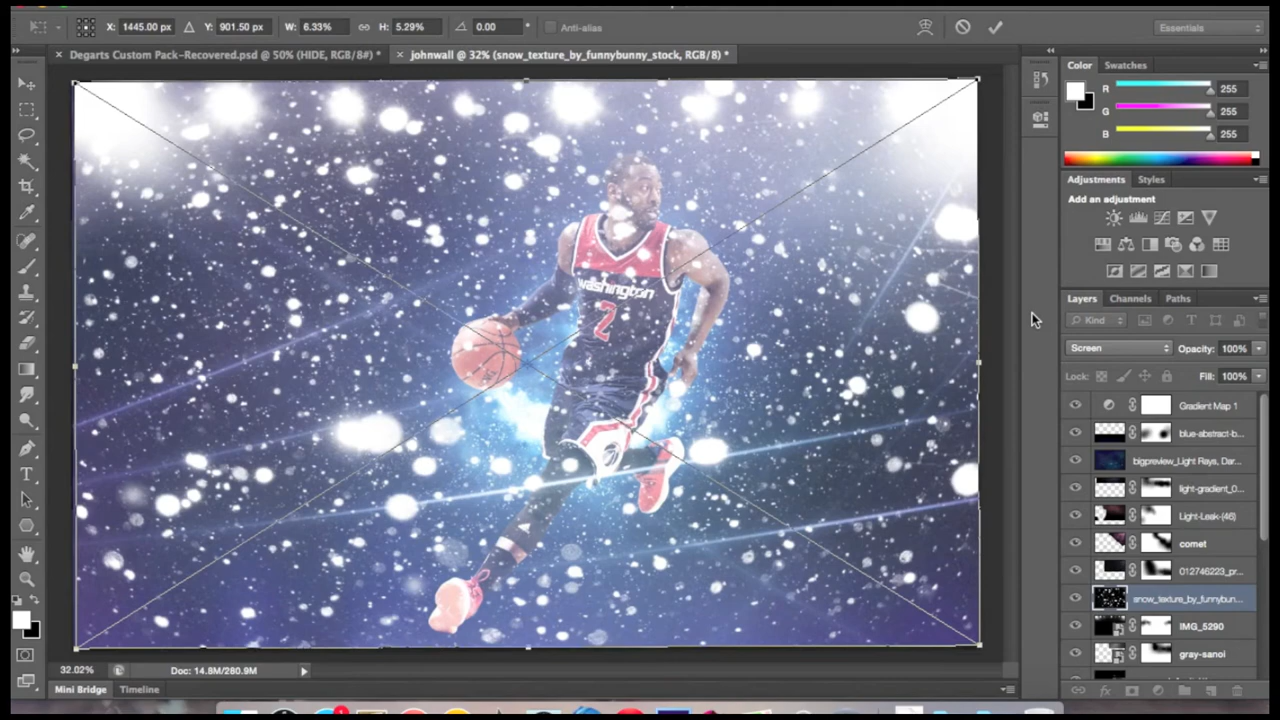 X: 1445.00 px Y: 901.50 px W: 6.33% H: 5.29% 0.00 ° Anti-alias Essentials
× Degarts Custom Pack-Recovered.psd @ 50% (HIDE, RGB/8#) * × johnwall @ 32% (snow_texture_by_funnybunny_stock, RGB/8) *
Color Swatches
R 255
G 255
B 255
Adjustments Styles
Add an adjustment
Layers Channels Paths
Kind
Screen Opacity: 100%
Lock: Fill: 100%
Gradient Map 1
blue-abstract-b...
bigpreview_Light Rays, Dar...
light-gradient_0...
Light-Leak-(46)
comet
012746223_pr...
snow_texture_by_funnybun...
IMG_5290
gray-sanoi
washington
2
32.02% Doc: 14.8M/280.9M
Mini Bridge Timeline